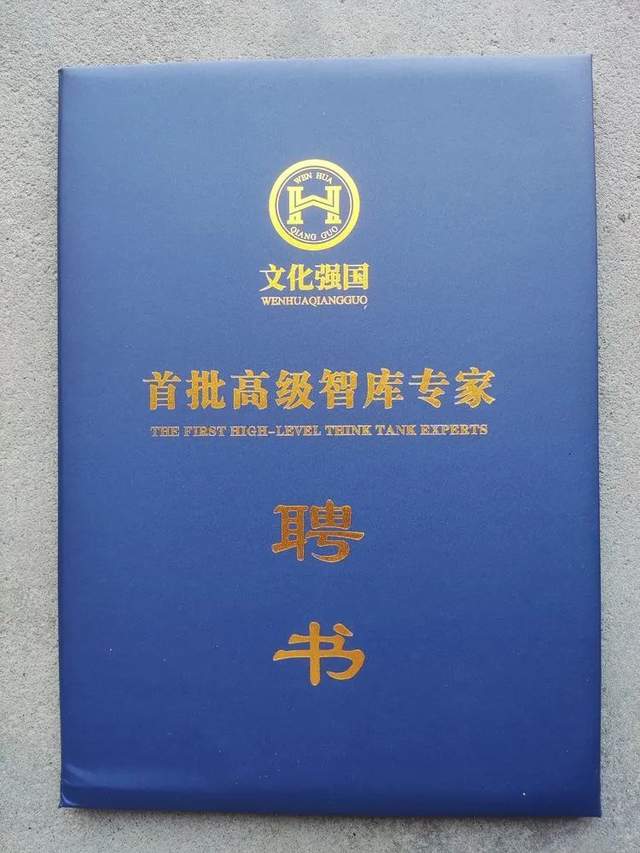 WEN HUA
QIANG GUO
文化强国
WENHUAQIANGGUO
首批高级智库专家
THE FIRST HIGH-LEVEL THINK TANK EXPERTS
聘
书